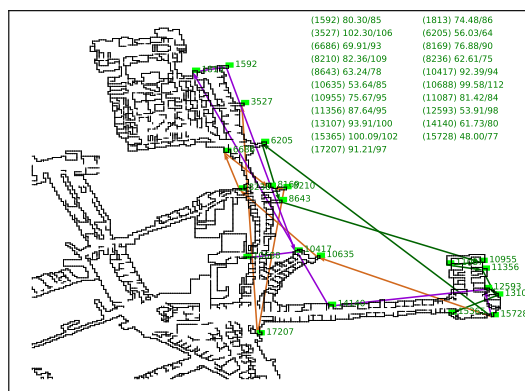 (1592) 80.30/85 (1813) 74.48/86
(3527) 102.30/106 (6205) 56.03/64
(6686) 69.91/93 (8169) 76.88/90
(8210) 82.36/109 (8236) 62.61/75
(8643) 63.24/78 (10417) 92.39/94
(10635) 53.64/85 (10688) 99.58/112
(10955) 75.67/95 (11087) 81.42/84
(11356) 87.64/95 (12593) 53.91/98
(13107) 93.91/100 (14140) 61.73/80
(15365) 100.09/102 (15728) 48.00/77
(17207) 91.21/97
1592
3527
6205
8210
8643
10417
10635
10955
11356
12593
14140
15728
17207